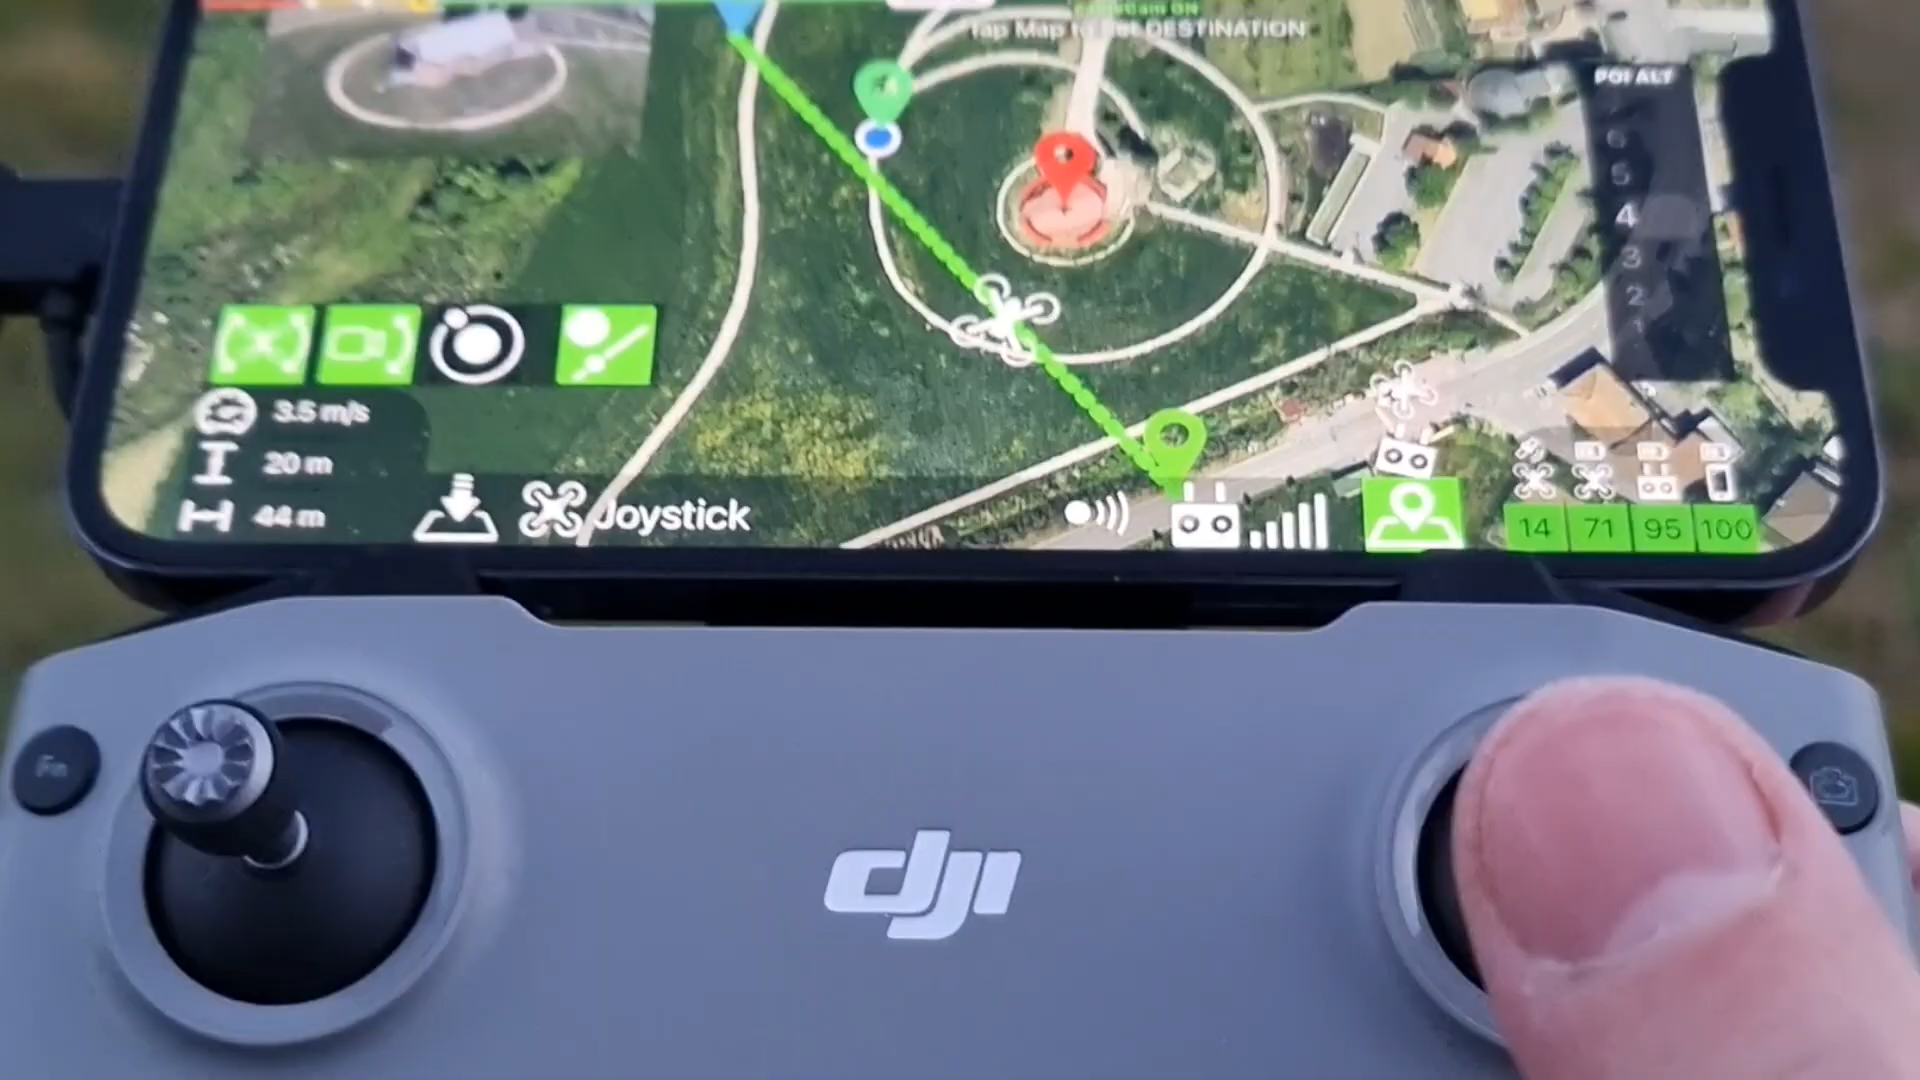 Tap Map to set DESTINATION
POI ALT
6
5
4
3
2
3.5 m/s
20 m
44 m
Joystick
14 71 95 100
Fn
dji